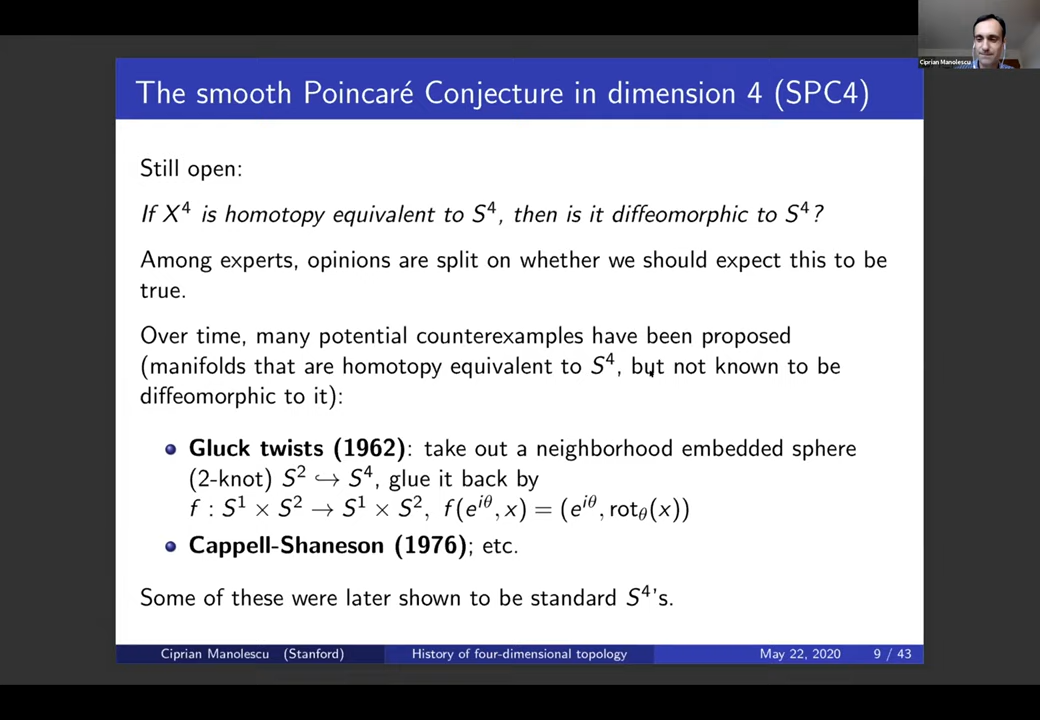 Ciprian Manolescu
The smooth Poincaré Conjecture in dimension 4 (SPC4)
Still open:
If X⁴ is homotopy equivalent to S⁴, then is it diffeomorphic to S⁴?
Among experts, opinions are split on whether we should expect this to be
true.
Over time, many potential counterexamples have been proposed
(manifolds that are homotopy equivalent to S⁴, but not known to be
diffeomorphic to it):
Gluck twists (1962): take out a neighborhood embedded sphere
(2-knot) S² ↪ S⁴, glue it back by
f : S¹ × S² → S¹ × S², f(e^{iθ}, x) = (e^{iθ}, rot_θ(x))
Cappell-Shaneson (1976); etc.
Some of these were later shown to be standard S⁴'s.
Ciprian Manolescu (Stanford) History of four-dimensional topology May 22, 2020 9 / 43